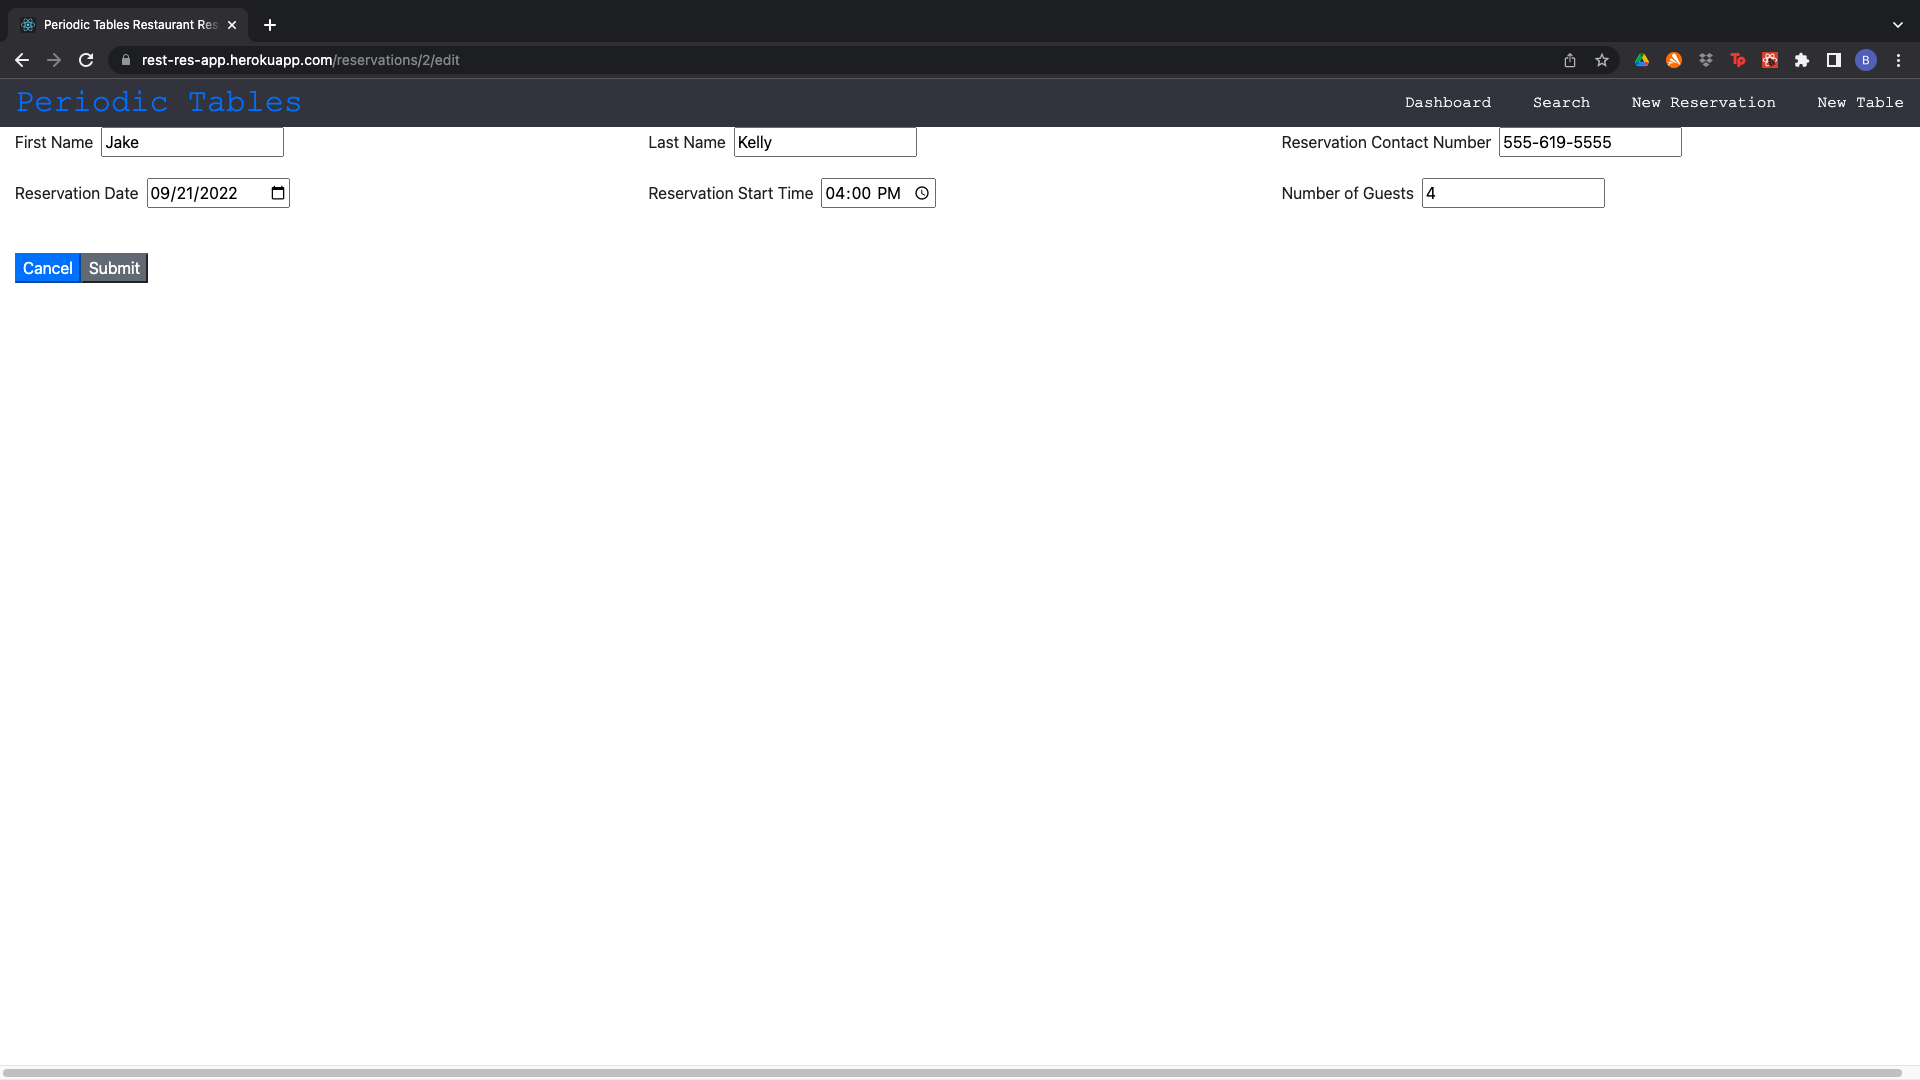 Periodic Tables Restaurant Res
rest-res-app.herokuapp.com/reservations/2/edit
Tp
B
Periodic Tables
Dashboard Search New Reservation New Table
First Name Jake Last Name Kelly Reservation Contact Number 555-619-5555
Reservation Date 09/21/2022 Reservation Start Time 04:00 PM Number of Guests 4
Cancel Submit